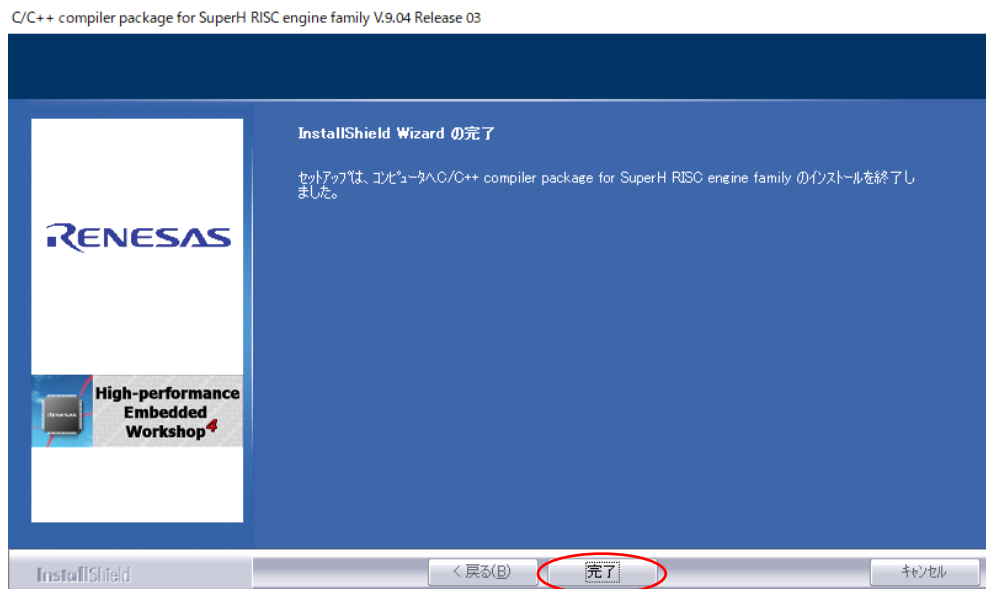 C/C++ compiler package for SuperH RISC engine family V.9.04 Release 03
InstallShield Wizard の完了
セットアップは、コンピュータへC/C++ compiler package for SuperH RISC engine family のインストールを終了し
ました。
RENESAS
High-performance
Embedded
Workshop4
RENESAS
InstallShield
< 戻る(B)
完了
キャンセル